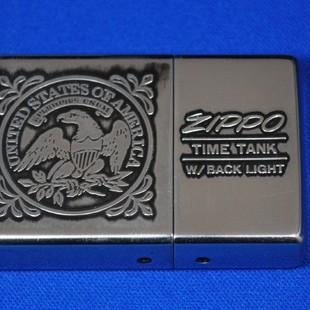 UNITED STATES OF AMERICA
E PLURIBUS UNUM
ZIPPO
TIME TANK
W/ BACK LIGHT